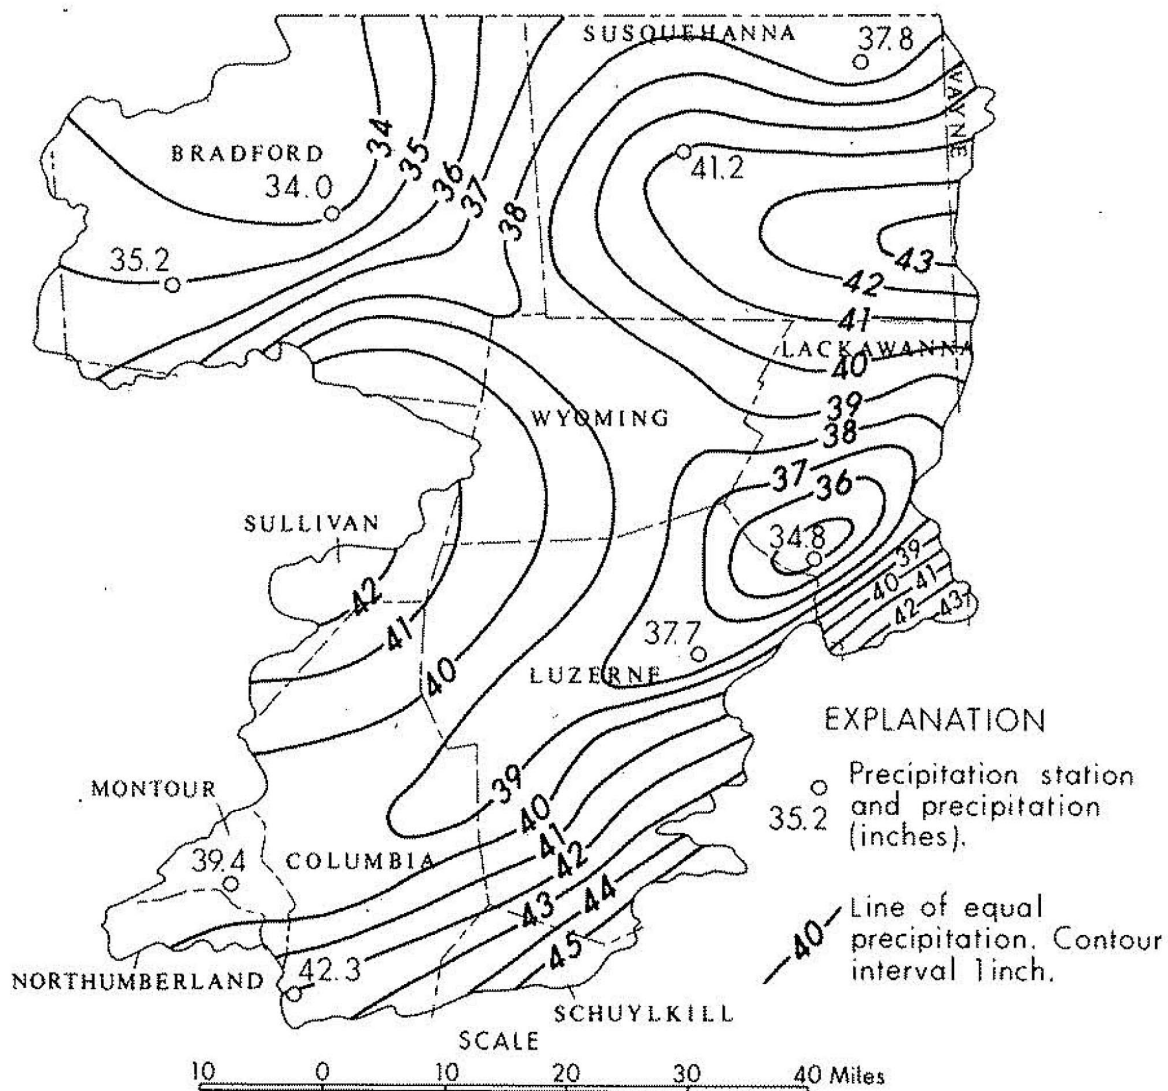 SUSQUEHANNA
37.8
WAYNE
34
35
36
37
38
BRADFORD
34.0
41.2
35.2
43
42
41
LACKAWANNA
40
39
38
WYOMING
37
36
SULLIVAN
34.8
39
40
41
42
43
42
41
40
37.7
LUZERNE
EXPLANATION
Precipitation station
35.2 and precipitation
(inches).
MONTOUR
39
40
41
42
39.4
COLUMBIA
43
44
45
Line of equal
40 precipitation. Contour
interval 1 inch.
NORTHUMBERLAND
42.3
SCHUYLKILL
SCALE
10 0 10 20 30 40 Miles